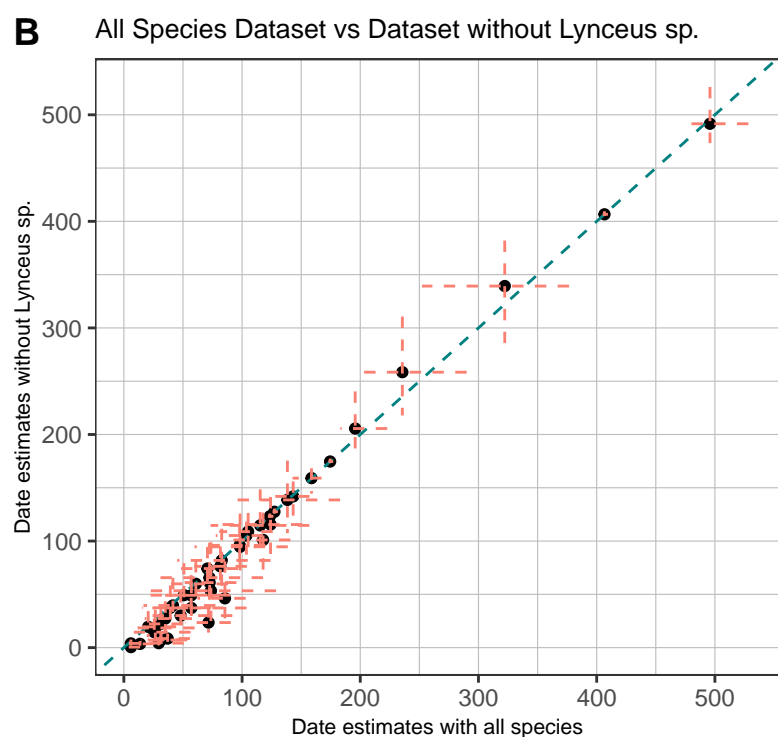 B All Species Dataset vs Dataset without Lynceus sp.
Date estimates without Lynceus sp.
500
400
300
200
100
0
0 100 200 300 400 500
Date estimates with all species